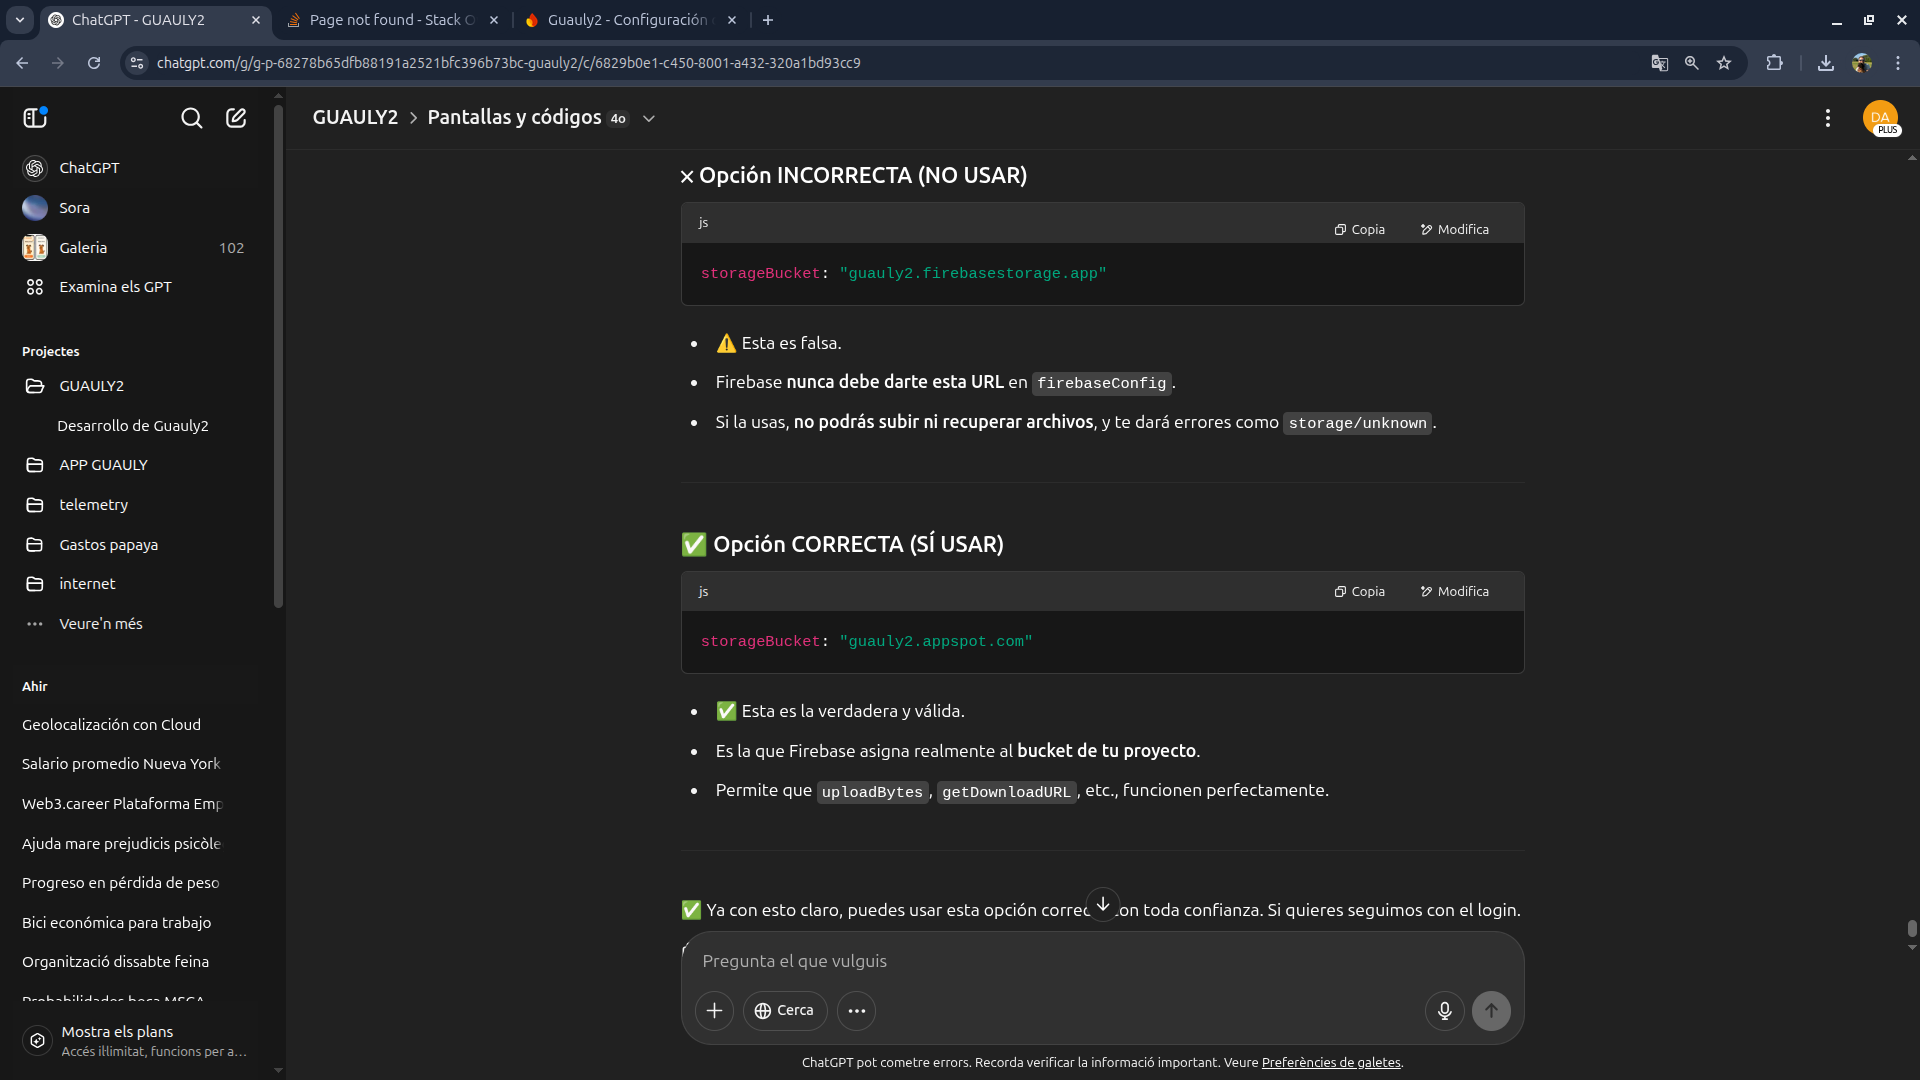 ChatGPT - GUAULY2
Page not found - Stack O
Guauly2 - Configuración
chatgpt.com/g/g-p-68278b65dfb88191a2521bfc396b73bc-guauly2/c/6829b0e1-c450-8001-a432-320a1bd93cc9
ChatGPT
Sora
Galeria 102
Examina els GPT
Projectes
GUAULY2
Desarrollo de Guauly2
APP GUAULY
telemetry
Gastos papaya
internet
Veure'n més
Ahir
Geolocalización con Cloud
Salario promedio Nueva York
Web3.career Plataforma Emp
Ajuda mare prejudicis psicòle
Progreso en pérdida de peso
Bici económica para trabajo
Organització dissabte feina
Probabilidades beca MSCA
Mostra els plans
Accés il·limitat, funcions per a…
GUAULY2 > Pantallas y códigos 4o
DA
PLUS
❌ Opción INCORRECTA (NO USAR)
js Copia Modifica
storageBucket: "guauly2.firebasestorage.app"
• ⚠️ Esta es falsa.
• Firebase nunca debe darte esta URL en firebaseConfig.
• Si la usas, no podrás subir ni recuperar archivos, y te dará errores como storage/unknown.
✅ Opción CORRECTA (SÍ USAR)
js Copia Modifica
storageBucket: "guauly2.appspot.com"
• ✅ Esta es la verdadera y válida.
• Es la que Firebase asigna realmente al bucket de tu proyecto.
• Permite que uploadBytes, getDownloadURL, etc., funcionen perfectamente.
✅ Ya con esto claro, puedes usar esta opción correc on toda confianza. Si quieres seguimos con el login.
Pregunta el que vulguis
Cerca
ChatGPT pot cometre errors. Recorda verificar la informació important. Veure Preferències de galetes.